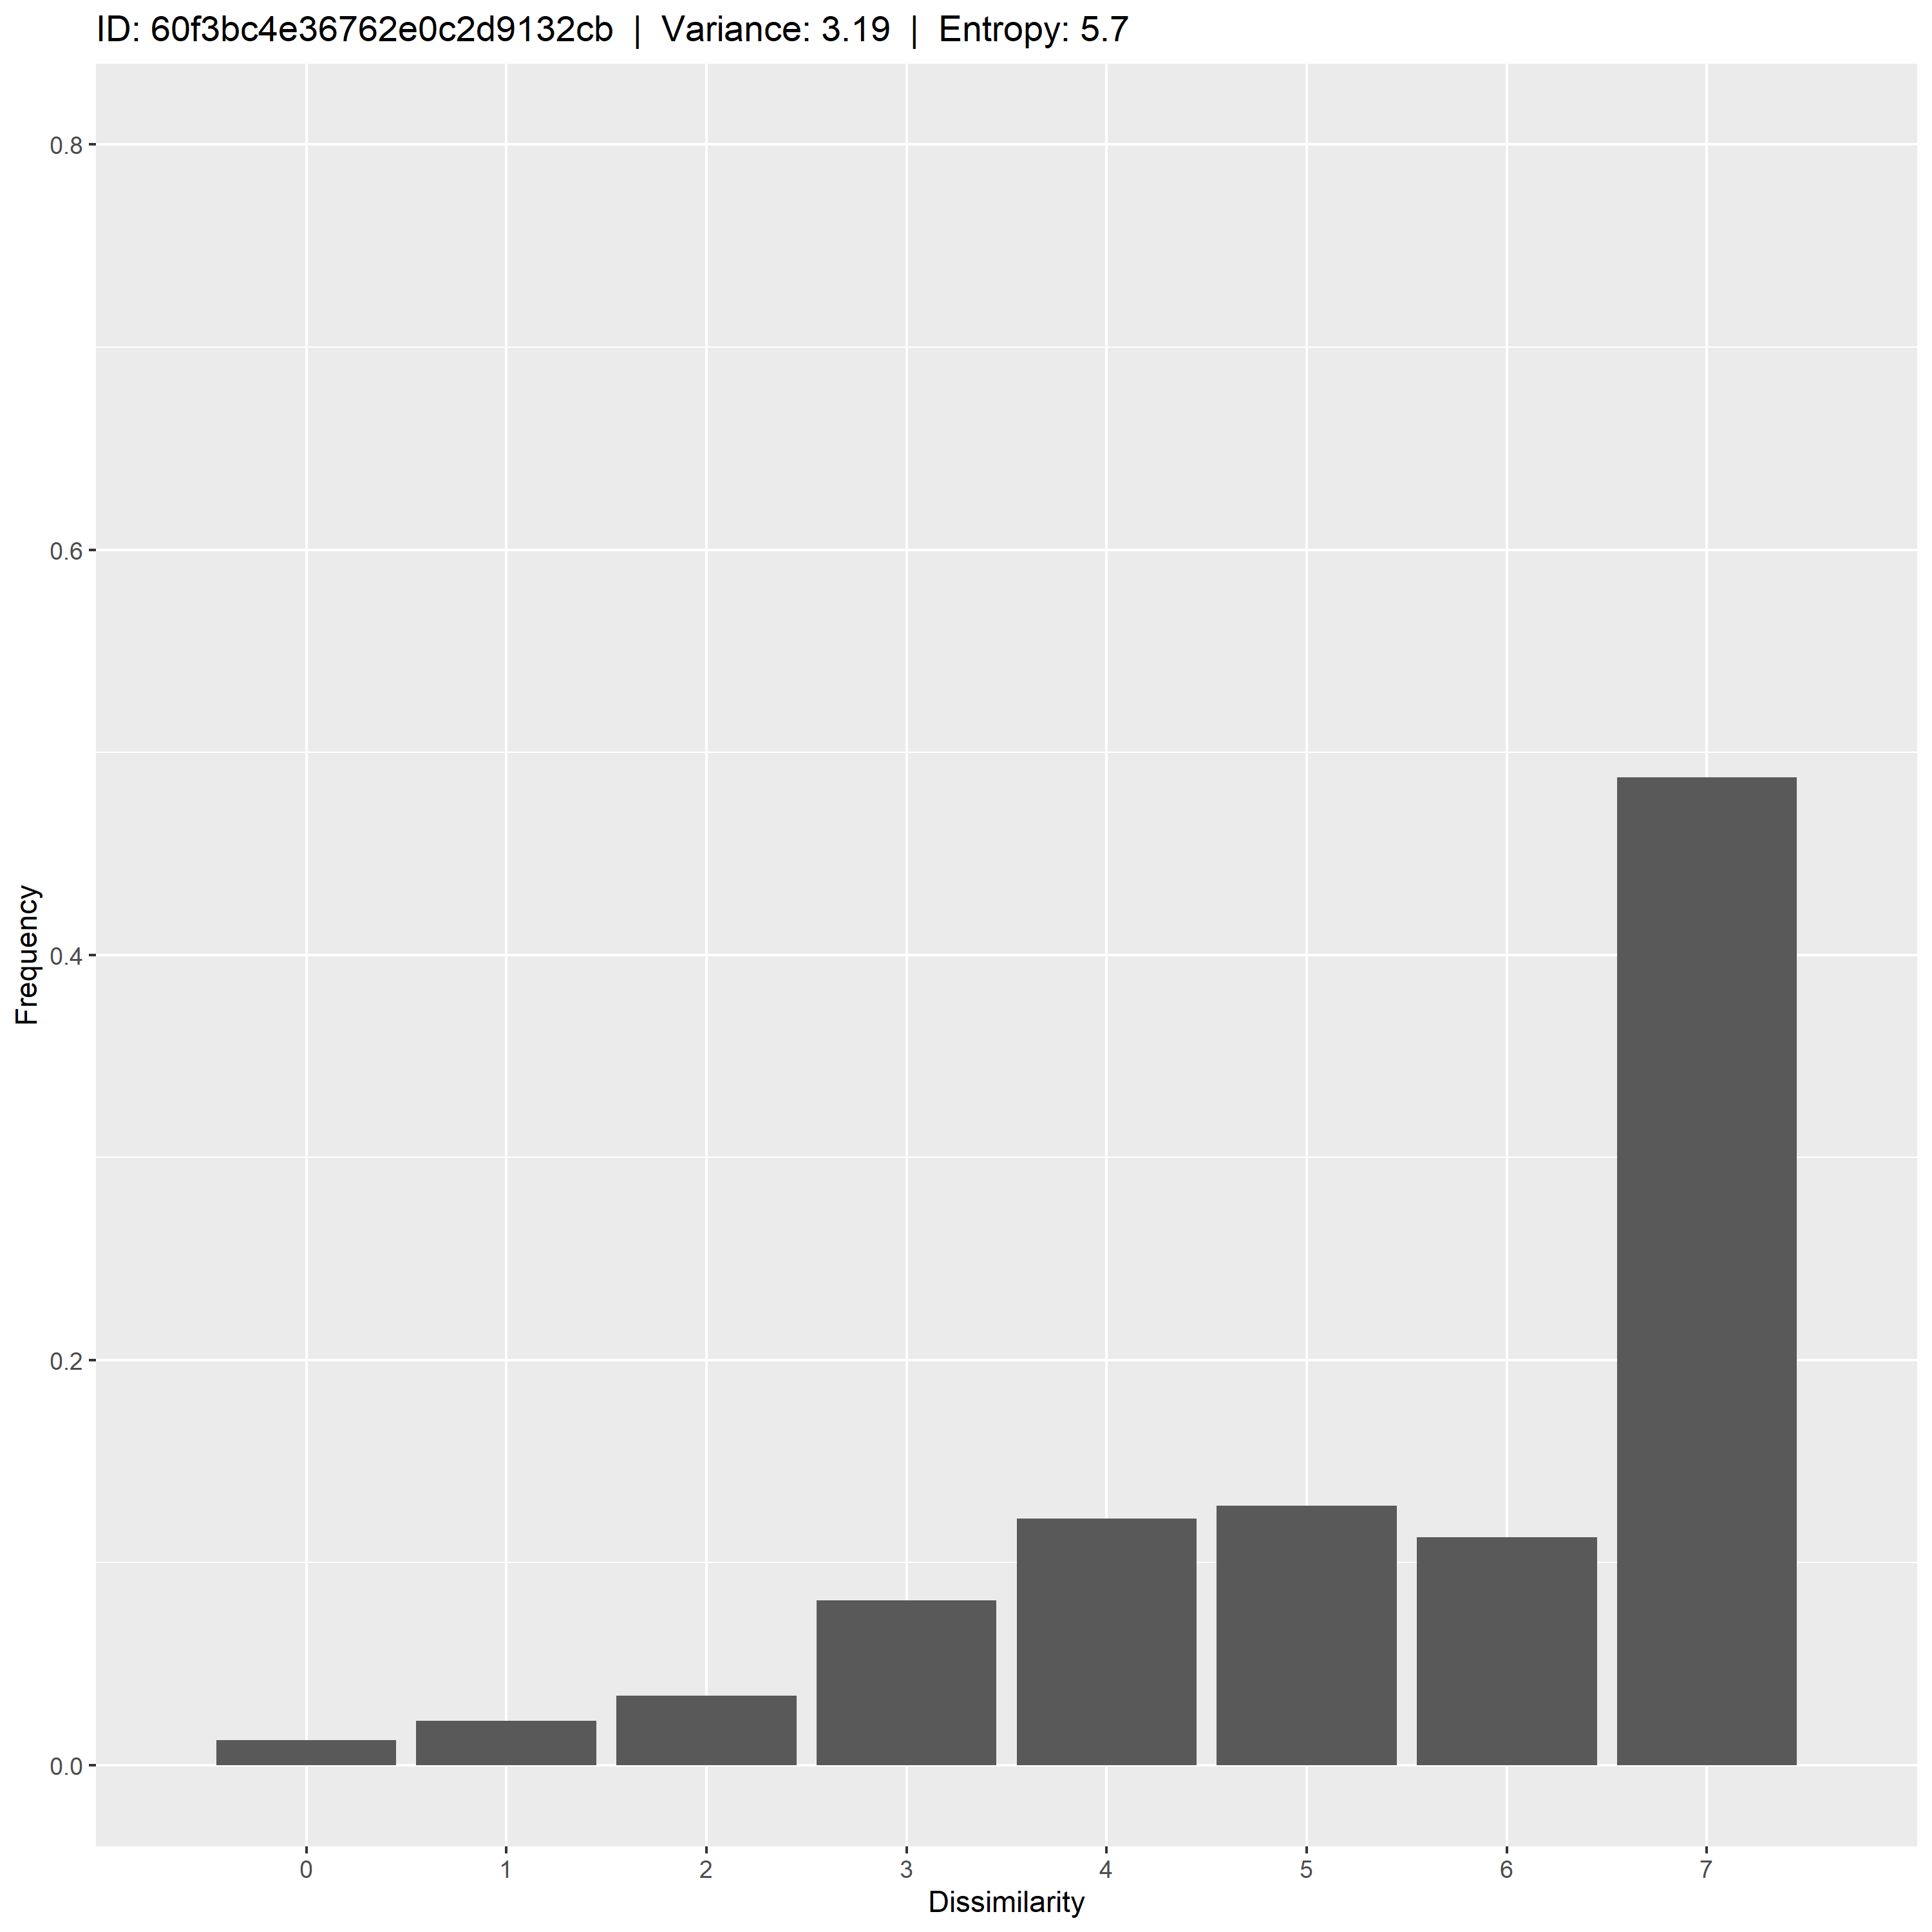 ID: 60f3bc4e36762e0c2d9132cb | Variance: 3.19 | Entropy: 5.7
0.8
0.6
0.4
0.2
0.0
Frequency
0 1 2 3 4 5 6 7
Dissimilarity